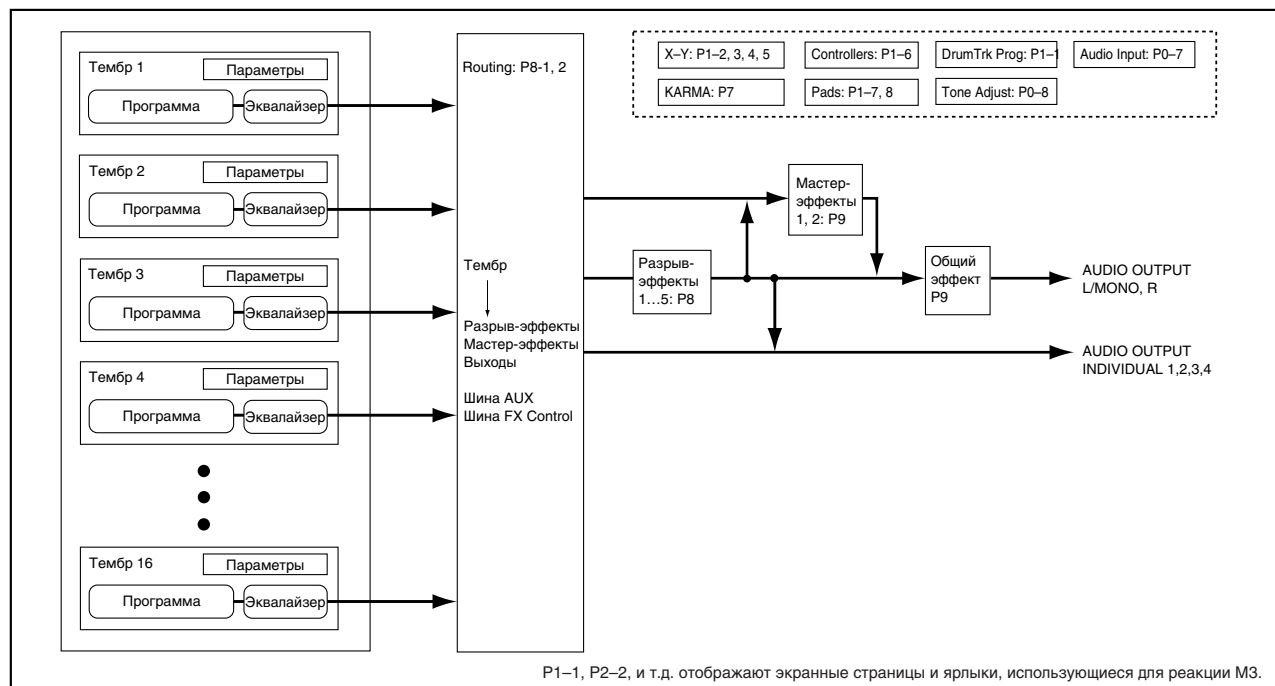 Тембр 1
Параметры
Программа
Эквалайзер
Тембр 2
Параметры
Программа
Эквалайзер
Тембр 3
Параметры
Программа
Эквалайзер
Тембр 4
Параметры
Программа
Эквалайзер
Тембр 16
Параметры
Программа
Эквалайзер
Routing: P8-1, 2
Тембр
Разрыв-эффекты
Мастер-эффекты
Выходы
Шина AUX
Шина FX Control
X–Y: P1–2, 3, 4, 5
Controllers: P1–6
DrumTrk Prog: P1–1
Audio Input: P0–7
KARMA: P7
Pads: P1–7, 8
Tone Adjust: P0–8
Мастер-
эффекты
1, 2: P9
Разрыв-
эффекты
1...5: P8
Общий
эффект
P9
AUDIO OUTPUT
L/MONO, R
AUDIO OUTPUT
INDIVIDUAL 1,2,3,4
P1–1, P2–2, и т.д. отображают экранные страницы и ярлыки, использующиеся для реакции M3.